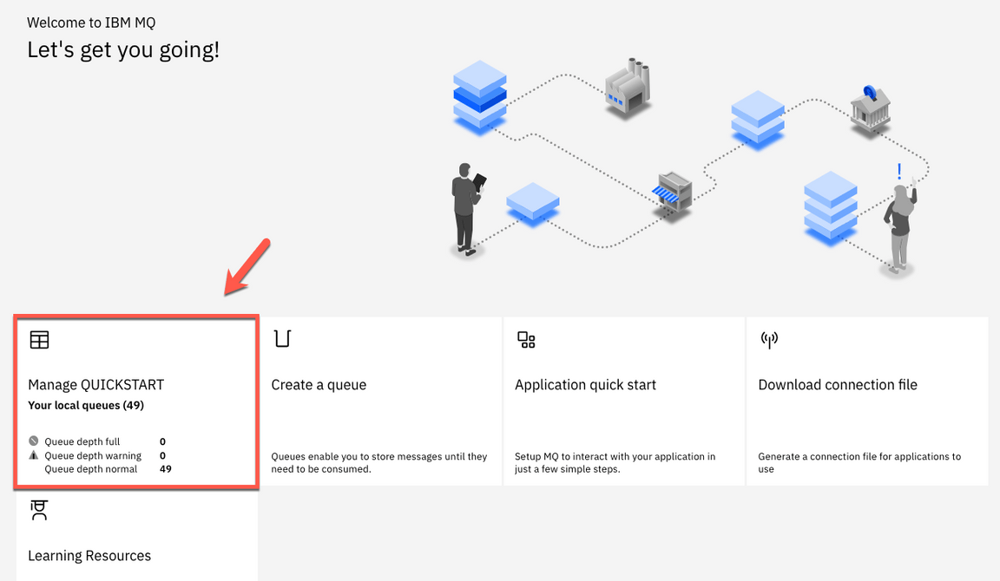 Welcome to IBM MQ
Let's get you going!
Manage QUICKSTART
Your local queues (49)
Queue depth full 0
Queue depth warning 0
Queue depth normal 49
Create a queue
Queues enable you to store messages until they
need to be consumed.
Application quick start
Setup MQ to interact with your application in
just a few simple steps.
Download connection file
Generate a connection file for applications to
use
Learning Resources